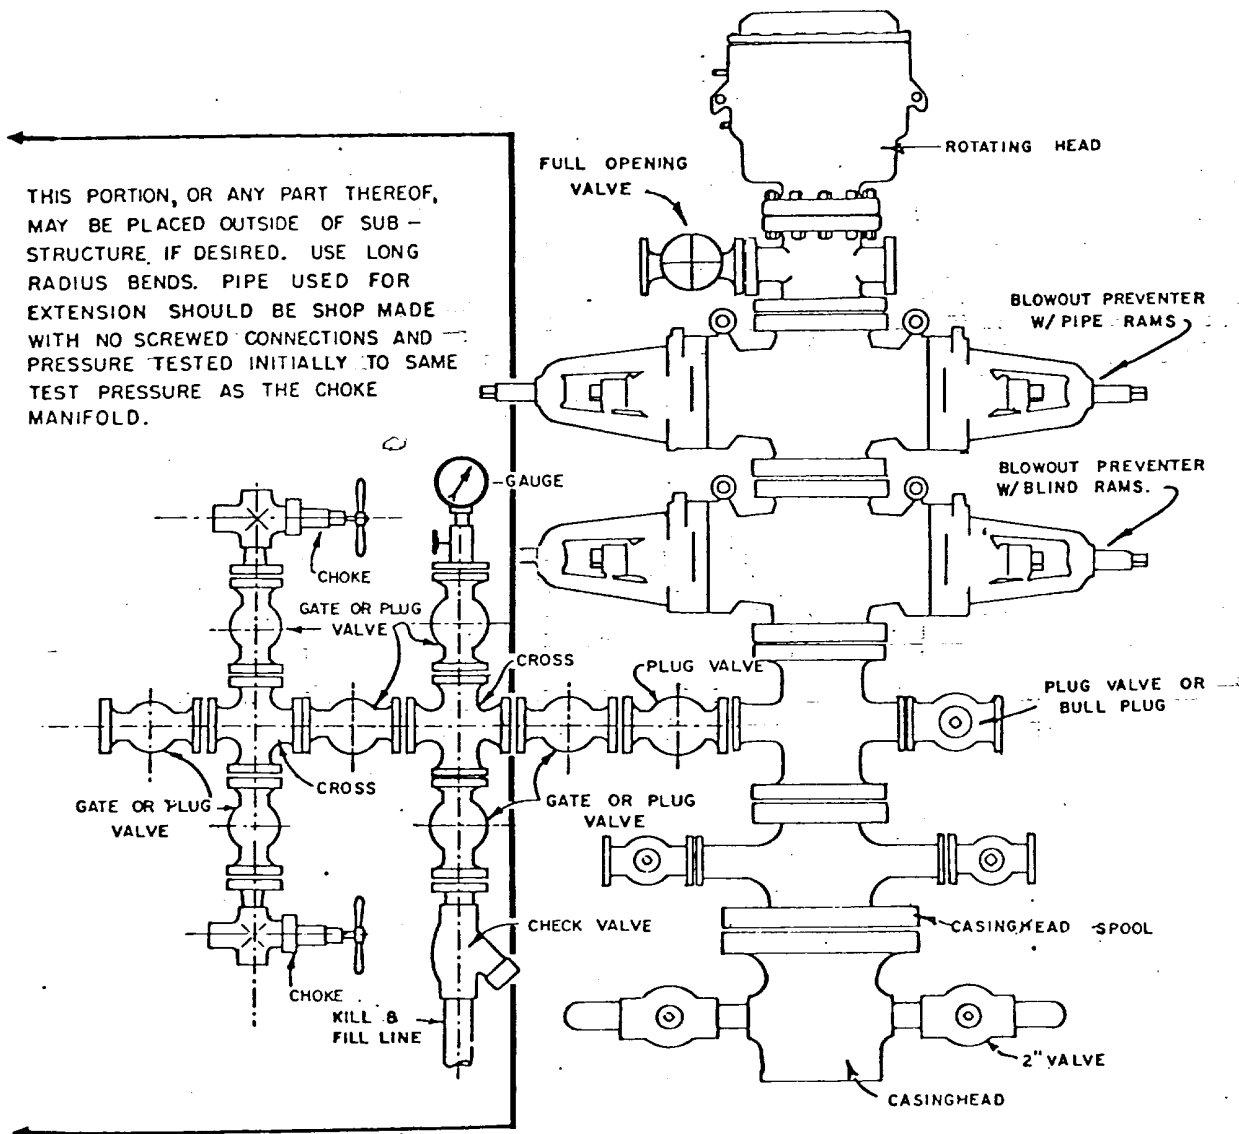 ROTATING HEAD
FULL OPENING
VALVE
THIS PORTION, OR ANY PART THEREOF,
MAY BE PLACED OUTSIDE OF SUB-
STRUCTURE, IF DESIRED. USE LONG
RADIUS BENDS. PIPE USED FOR
EXTENSION SHOULD BE SHOP MADE
WITH NO SCREWED CONNECTIONS AND
PRESSURE TESTED INITIALLY TO SAME
TEST PRESSURE AS THE CHOKE
MANIFOLD.
BLOWOUT PREVENTER
W/ PIPE RAMS
BLOWOUT PREVENTER
W/ BLIND RAMS.
GAUGE
CHOKE
GATE OR PLUG
VALVE
CROSS
PLUG VALVE
PLUG VALVE OR
BULL PLUG
CROSS
GATE OR PLUG
VALVE
GATE OR PLUG
VALVE
CHECK VALVE
CASINGHEAD SPOOL
CHOKE
KILL &
FILL LINE
2" VALVE
CASINGHEAD